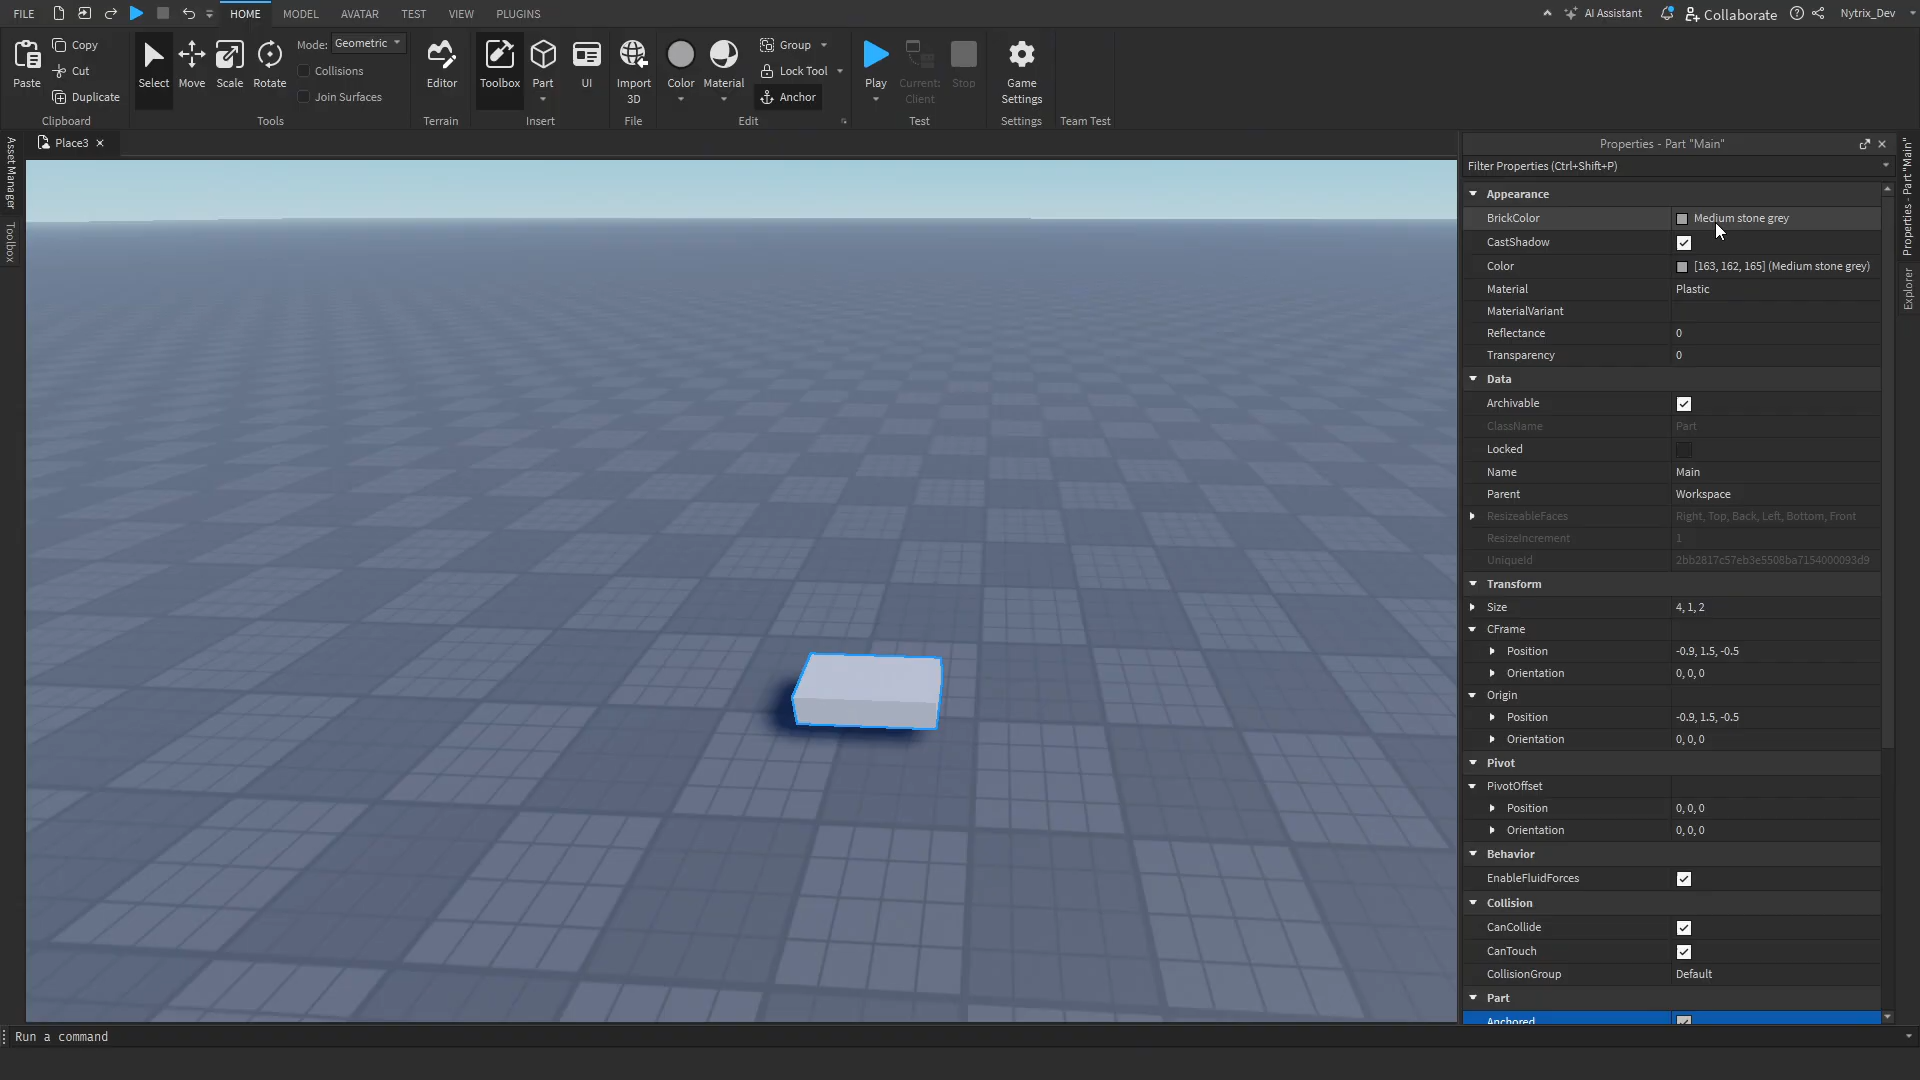 FILE HOME MODEL AVATAR TEST VIEW PLUGINS AI Assistant Collaborate Nytrix_Dev
Paste Copy Cut Duplicate Clipboard
Select Move Scale Rotate Mode: Geometric Collisions Join Surfaces Tools
Editor Terrain
Toolbox Part UI Insert
Import 3D File
Color Material Group Lock Tool Anchor Edit
Play Current: Client Stop Test
Game Settings Settings
Team Test
Place3
Asset Manager
Toolbox
Properties - Part "Main"
Filter Properties (Ctrl+Shift+P)
Appearance
BrickColor Medium stone grey
CastShadow
Color [163, 162, 165] (Medium stone grey)
Material Plastic
MaterialVariant
Reflectance 0
Transparency 0
Data
Archivable
ClassName Part
Locked
Name Main
Parent Workspace
ResizeableFaces Right, Top, Back, Left, Bottom, Front
ResizeIncrement 1
UniqueId 2bb2817c57eb3e5508ba7154000093d9
Transform
Size 4, 1, 2
CFrame
Position -0.9, 1.5, -0.5
Orientation 0, 0, 0
Origin
Position -0.9, 1.5, -0.5
Orientation 0, 0, 0
Pivot
PivotOffset
Position 0, 0, 0
Orientation 0, 0, 0
Behavior
EnableFluidForces
Collision
CanCollide
CanTouch
CollisionGroup Default
Part
Anchored
Properties - Part "Main"
Explorer
Run a command